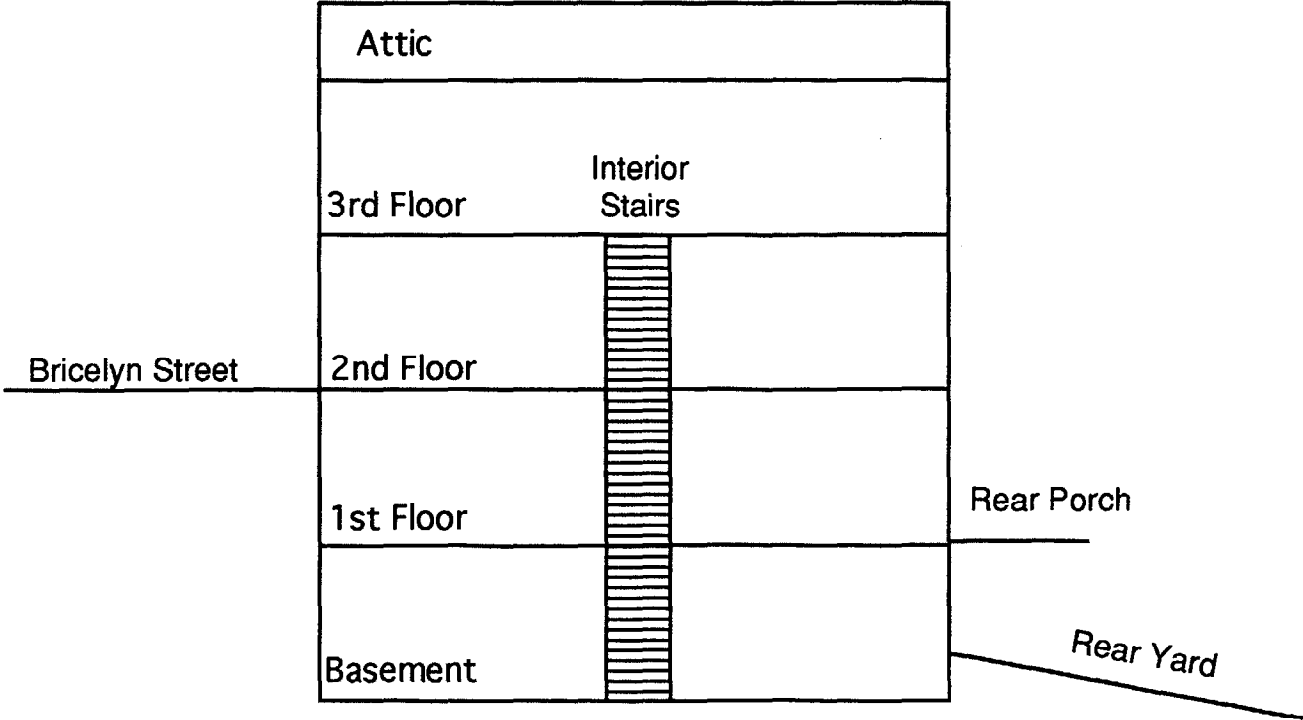 Attic
Interior
Stairs
3rd Floor
Bricelyn Street
2nd Floor
1st Floor
Rear Porch
Basement
Rear Yard